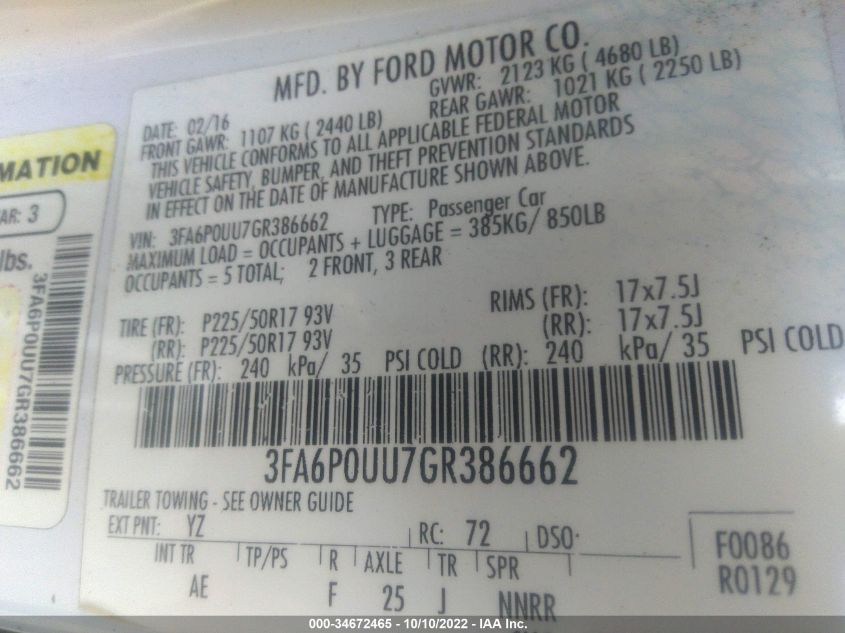 MFD. BY FORD MOTOR CO.
DATE: 02/16 GVWR: 2123 KG ( 4680 LB)
FRONT GAWR: 1107 KG ( 2440 LB) REAR GAWR: 1021 KG ( 2250 LB)
THIS VEHICLE CONFORMS TO ALL APPLICABLE FEDERAL MOTOR
VEHICLE SAFETY, BUMPER, AND THEFT PREVENTION STANDARDS
IN EFFECT ON THE DATE OF MANUFACTURE SHOWN ABOVE.
VIN: 3FA6P0UU7GR386662 TYPE: Passenger Car
MAXIMUM LOAD = OCCUPANTS + LUGGAGE = 385KG/ 850LB
OCCUPANTS = 5 TOTAL; 2 FRONT, 3 REAR
TIRE (FR): P225/50R17 93V RIMS (FR): 17x7.5J
(RR): P225/50R17 93V (RR): 17x7.5J
PRESSURE (FR): 240 kPa/ 35 PSI COLD (RR): 240 kPa/ 35 PSI COLD
3FA6P0UU7GR386662
TRAILER TOWING - SEE OWNER GUIDE
EXT PNT: YZ RC: 72 DSO:
INT TR TP/PS R AXLE TR SPR
AE F 25 J NNRR
F0086
R0129
MATION
AR: 3
lbs.
3FA6P0UU7GR386662
000-34672465 - 10/10/2022 - IAA Inc.